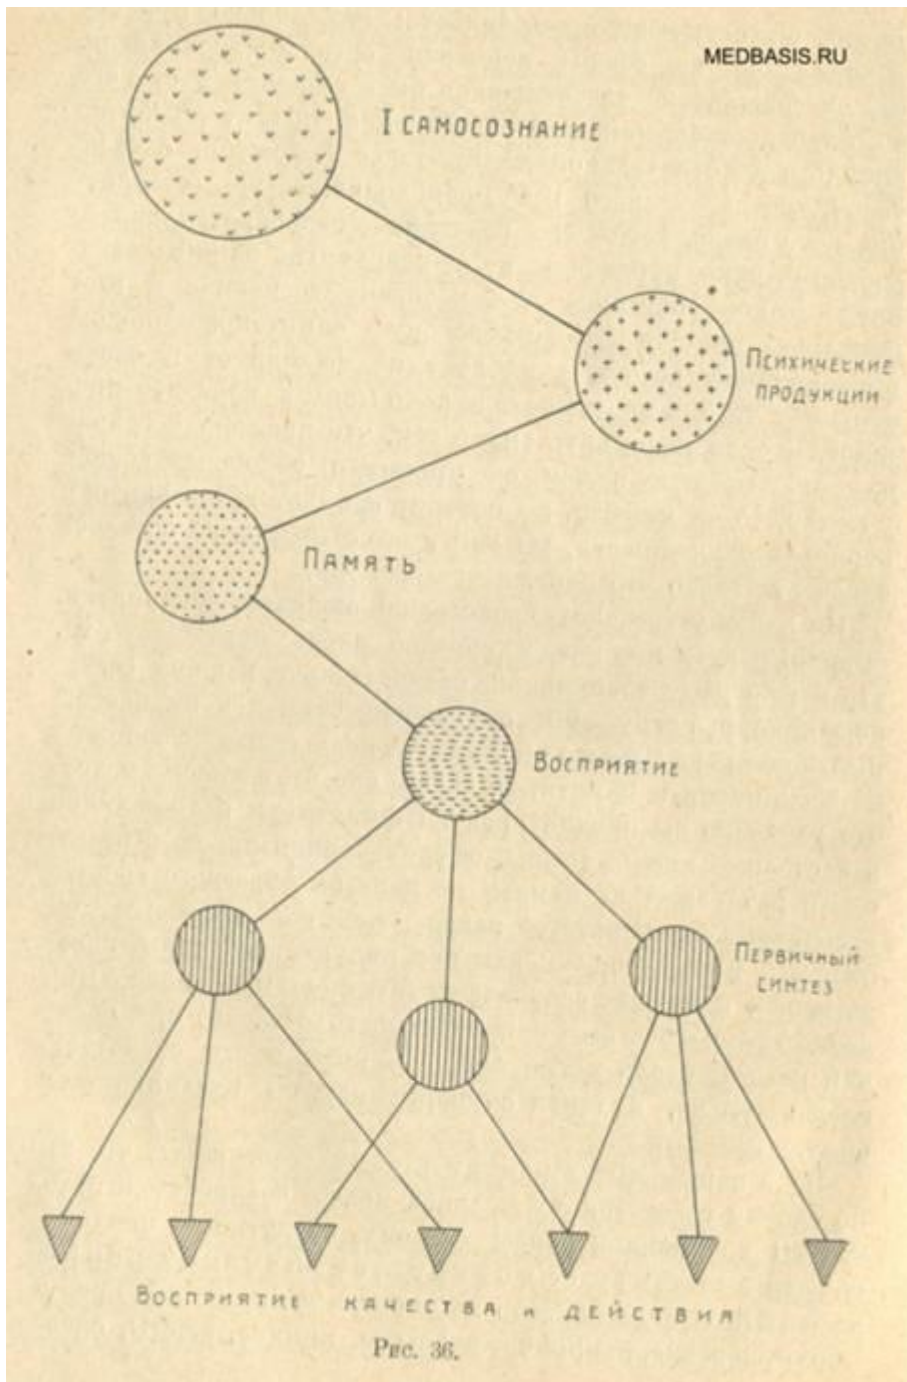 MEDBASIS.RU
I САМОСОЗНАНИЕ
ПСИХИЧЕСКИЕ
ПРОДУКЦИИ
ПАМЯТЬ
ВОСПРИЯТИЕ
ПЕРВИЧНЫЙ
СИНТЕЗ
ВОСПРИЯТИЕ КАЧЕСТВА и ДЕЙСТВИЯ
Рис. 36.